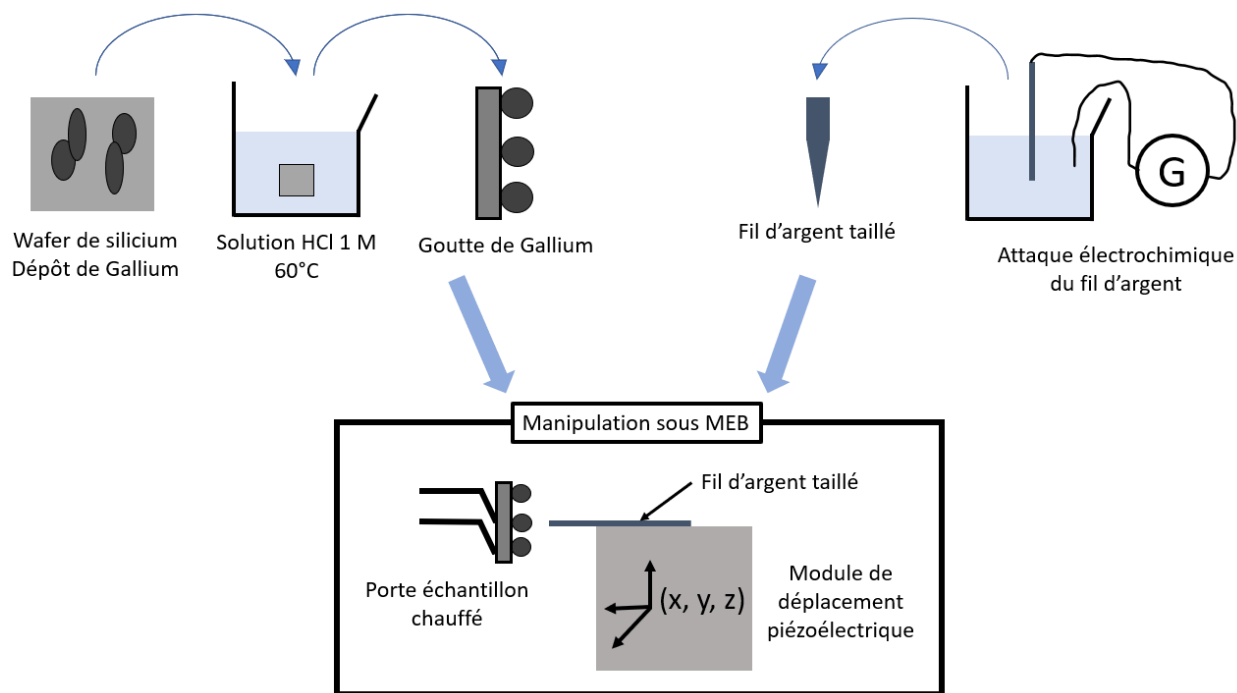 Wafer de silicium
Dépôt de Gallium
Solution HCl 1 M
60°C
Goutte de Gallium
Fil d'argent taillé
G
Attaque électrochimique
du fil d'argent
Manipulation sous MEB
Fil d'argent taillé
Porte échantillon
chauffé
(x, y, z)
Module de
déplacement
piézoélectrique